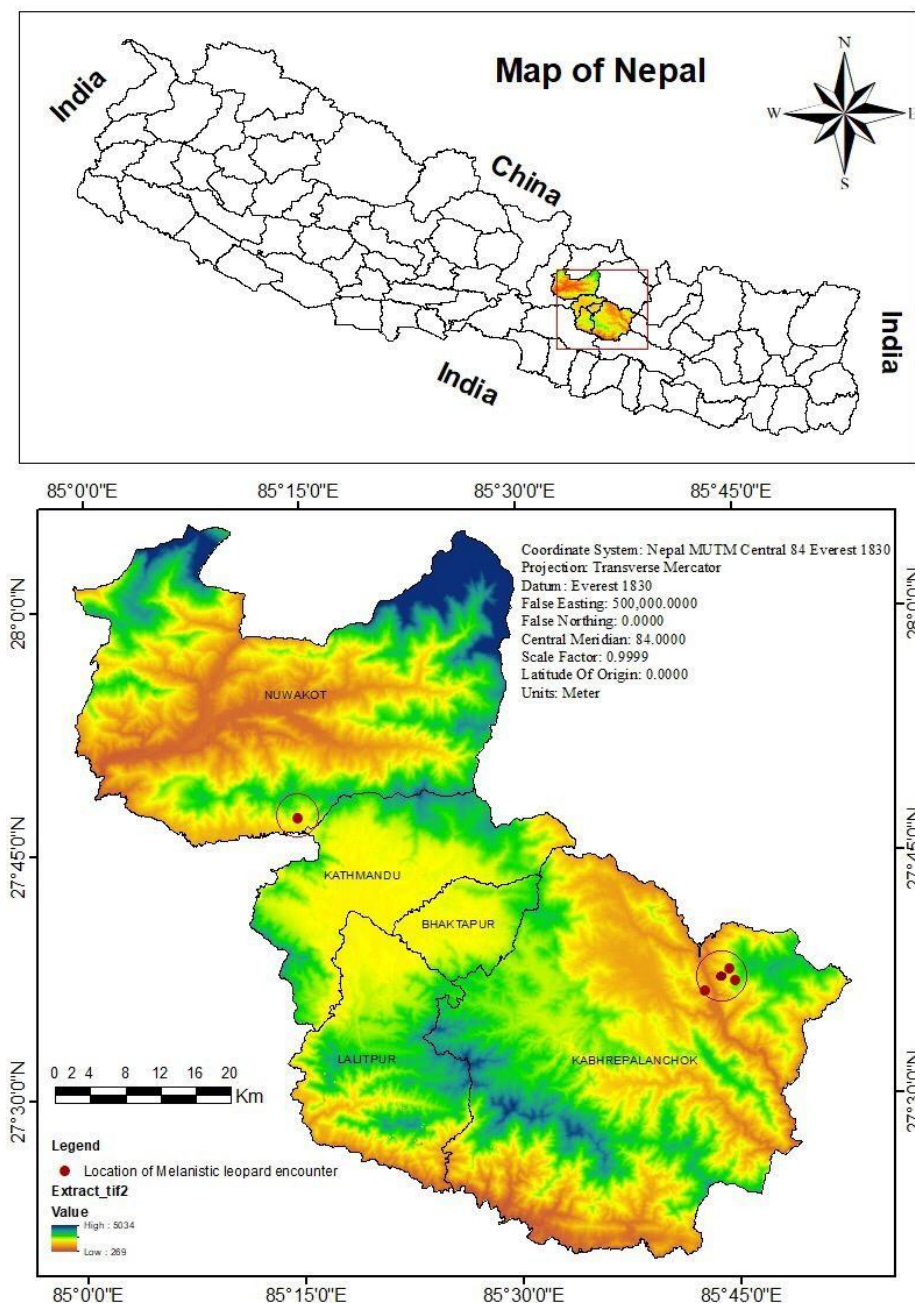 Map of Nepal
N
W
E
S
India
China
India
India
85°0'0"E
85°15'0"E
85°30'0"E
85°45'0"E
Coordinate System: Nepal MUTM Central 84 Everest 1830
Projection: Transverse Mercator
Datum: Everest 1830
False Easting: 500,000.0000
False Northing: 0.0000
Central Meridian: 84.0000
Scale Factor: 0.9999
Latitude Of Origin: 0.0000
Units: Meter
28°0'0"N
28°0'0"N
NUWAKOT
27°45'0"N
27°45'0"N
KATHMANDU
BHAKTAPUR
LALITPUR
KABHREPALANCHOK
0 2 4 8 12 16 20
Km
27°30'0"N
27°30'0"N
Legend
Location of Melanistic leopard encounter
Extract_tif2
Value
High : 5034
Low : 269
85°0'0"E
85°15'0"E
85°30'0"E
85°45'0"E